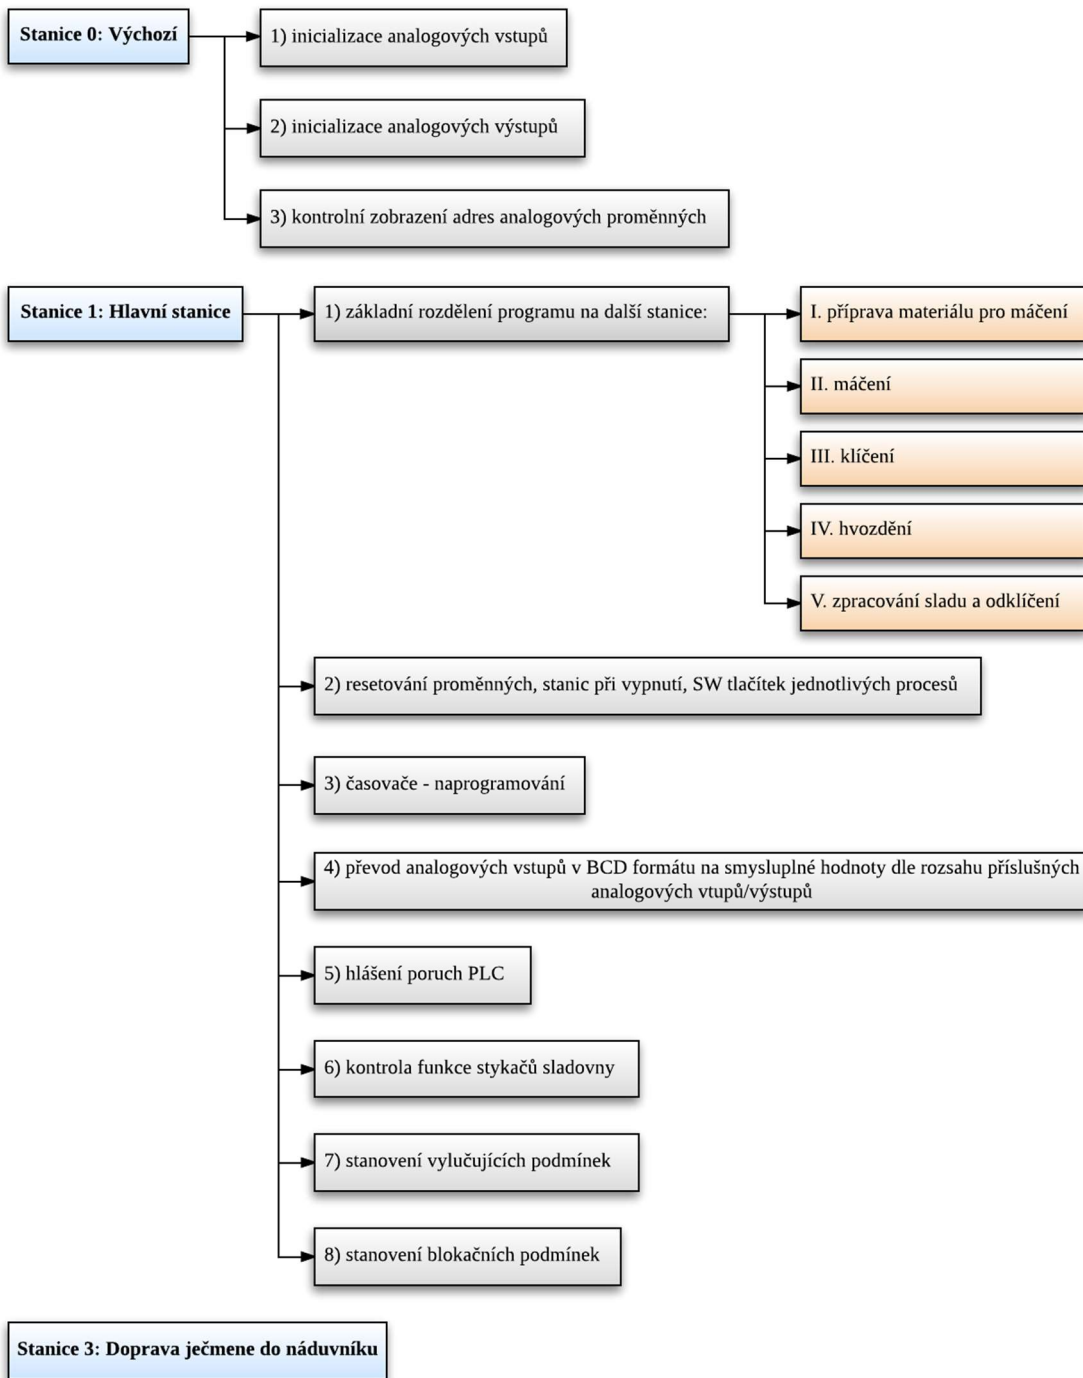 Stanice 0: Výchozí
1) inicializace analogových vstupů
2) inicializace analogových výstupů
3) kontrolní zobrazení adres analogových proměnných
Stanice 1: Hlavní stanice
1) základní rozdělení programu na další stanice:
I. příprava materiálu pro máčení
II. máčení
III. klíčení
IV. hvozdění
V. zpracování sladu a odklíčení
2) resetování proměnných, stanic při vypnutí, SW tlačítek jednotlivých procesů
3) časovače - naprogramování
4) převod analogových vstupů v BCD formátu na smysluplné hodnoty dle rozsahu příslušných
analogových vtupů/výstupů
5) hlášení poruch PLC
6) kontrola funkce stykačů sladovny
7) stanovení vylučujících podmínek
8) stanovení blokačních podmínek
Stanice 3: Doprava ječmene do náduvníku